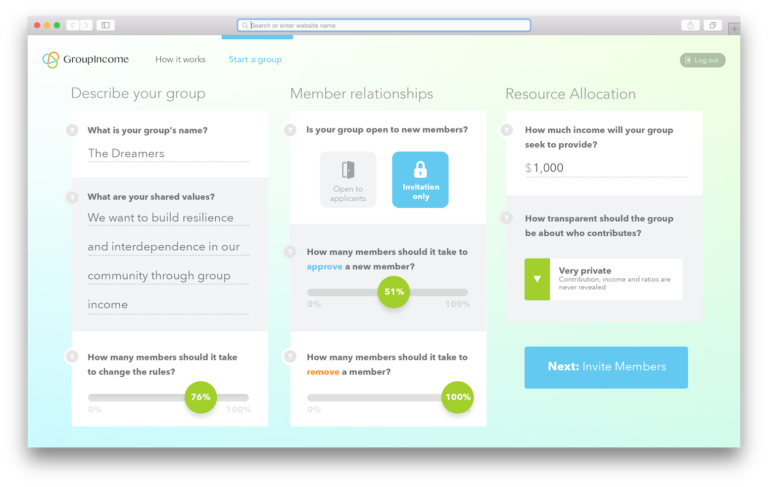 Search or enter website name
GroupIncome
How it works
Start a group
Log out
Describe your group
What is your group's name?
The Dreamers
What are your shared values?
We want to build resilience
and interdependence in our
community through group
income
How many members should it take
to change the rules?
76%
0%
100%
Member relationships
Is your group open to new members?
Open to
applicants
Invitation
only
How many members should it take to
approve a new member?
51%
0%
100%
How many members should it take to
remove a member?
100%
0%
Resource Allocation
How much income will your group
seek to provide?
$1,000
How transparent should the group
be about who contributes?
Very private
Contribution, income and ratios are
never revealed
Next: Invite Members